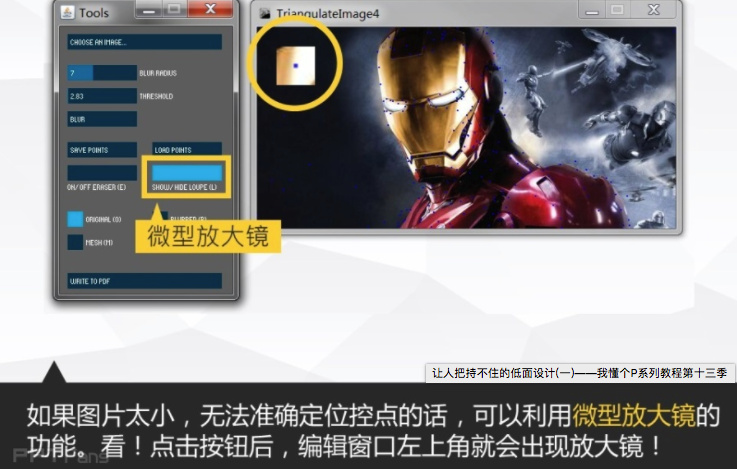 Tools
TriangulateImage4
CHOOSE AN IMAGE...
7 BLUR RADIUS
2.83 THRESHOLD
BLUR
SAVE POINTS LOAD POINTS
ON/OFF ERASER (E) SHOW/HIDE LOUPE (L)
ORIGINAL (O)
MESH (M)
微型放大镜
WRITE TO PDF
让人把持不住的低面设计(一)——我懂个P系列教程第十三季
如果图片太小，无法准确定位控点的话，可以利用微型放大镜的
功能。看！点击按钮后，编辑窗口左上角就会出现放大镜！